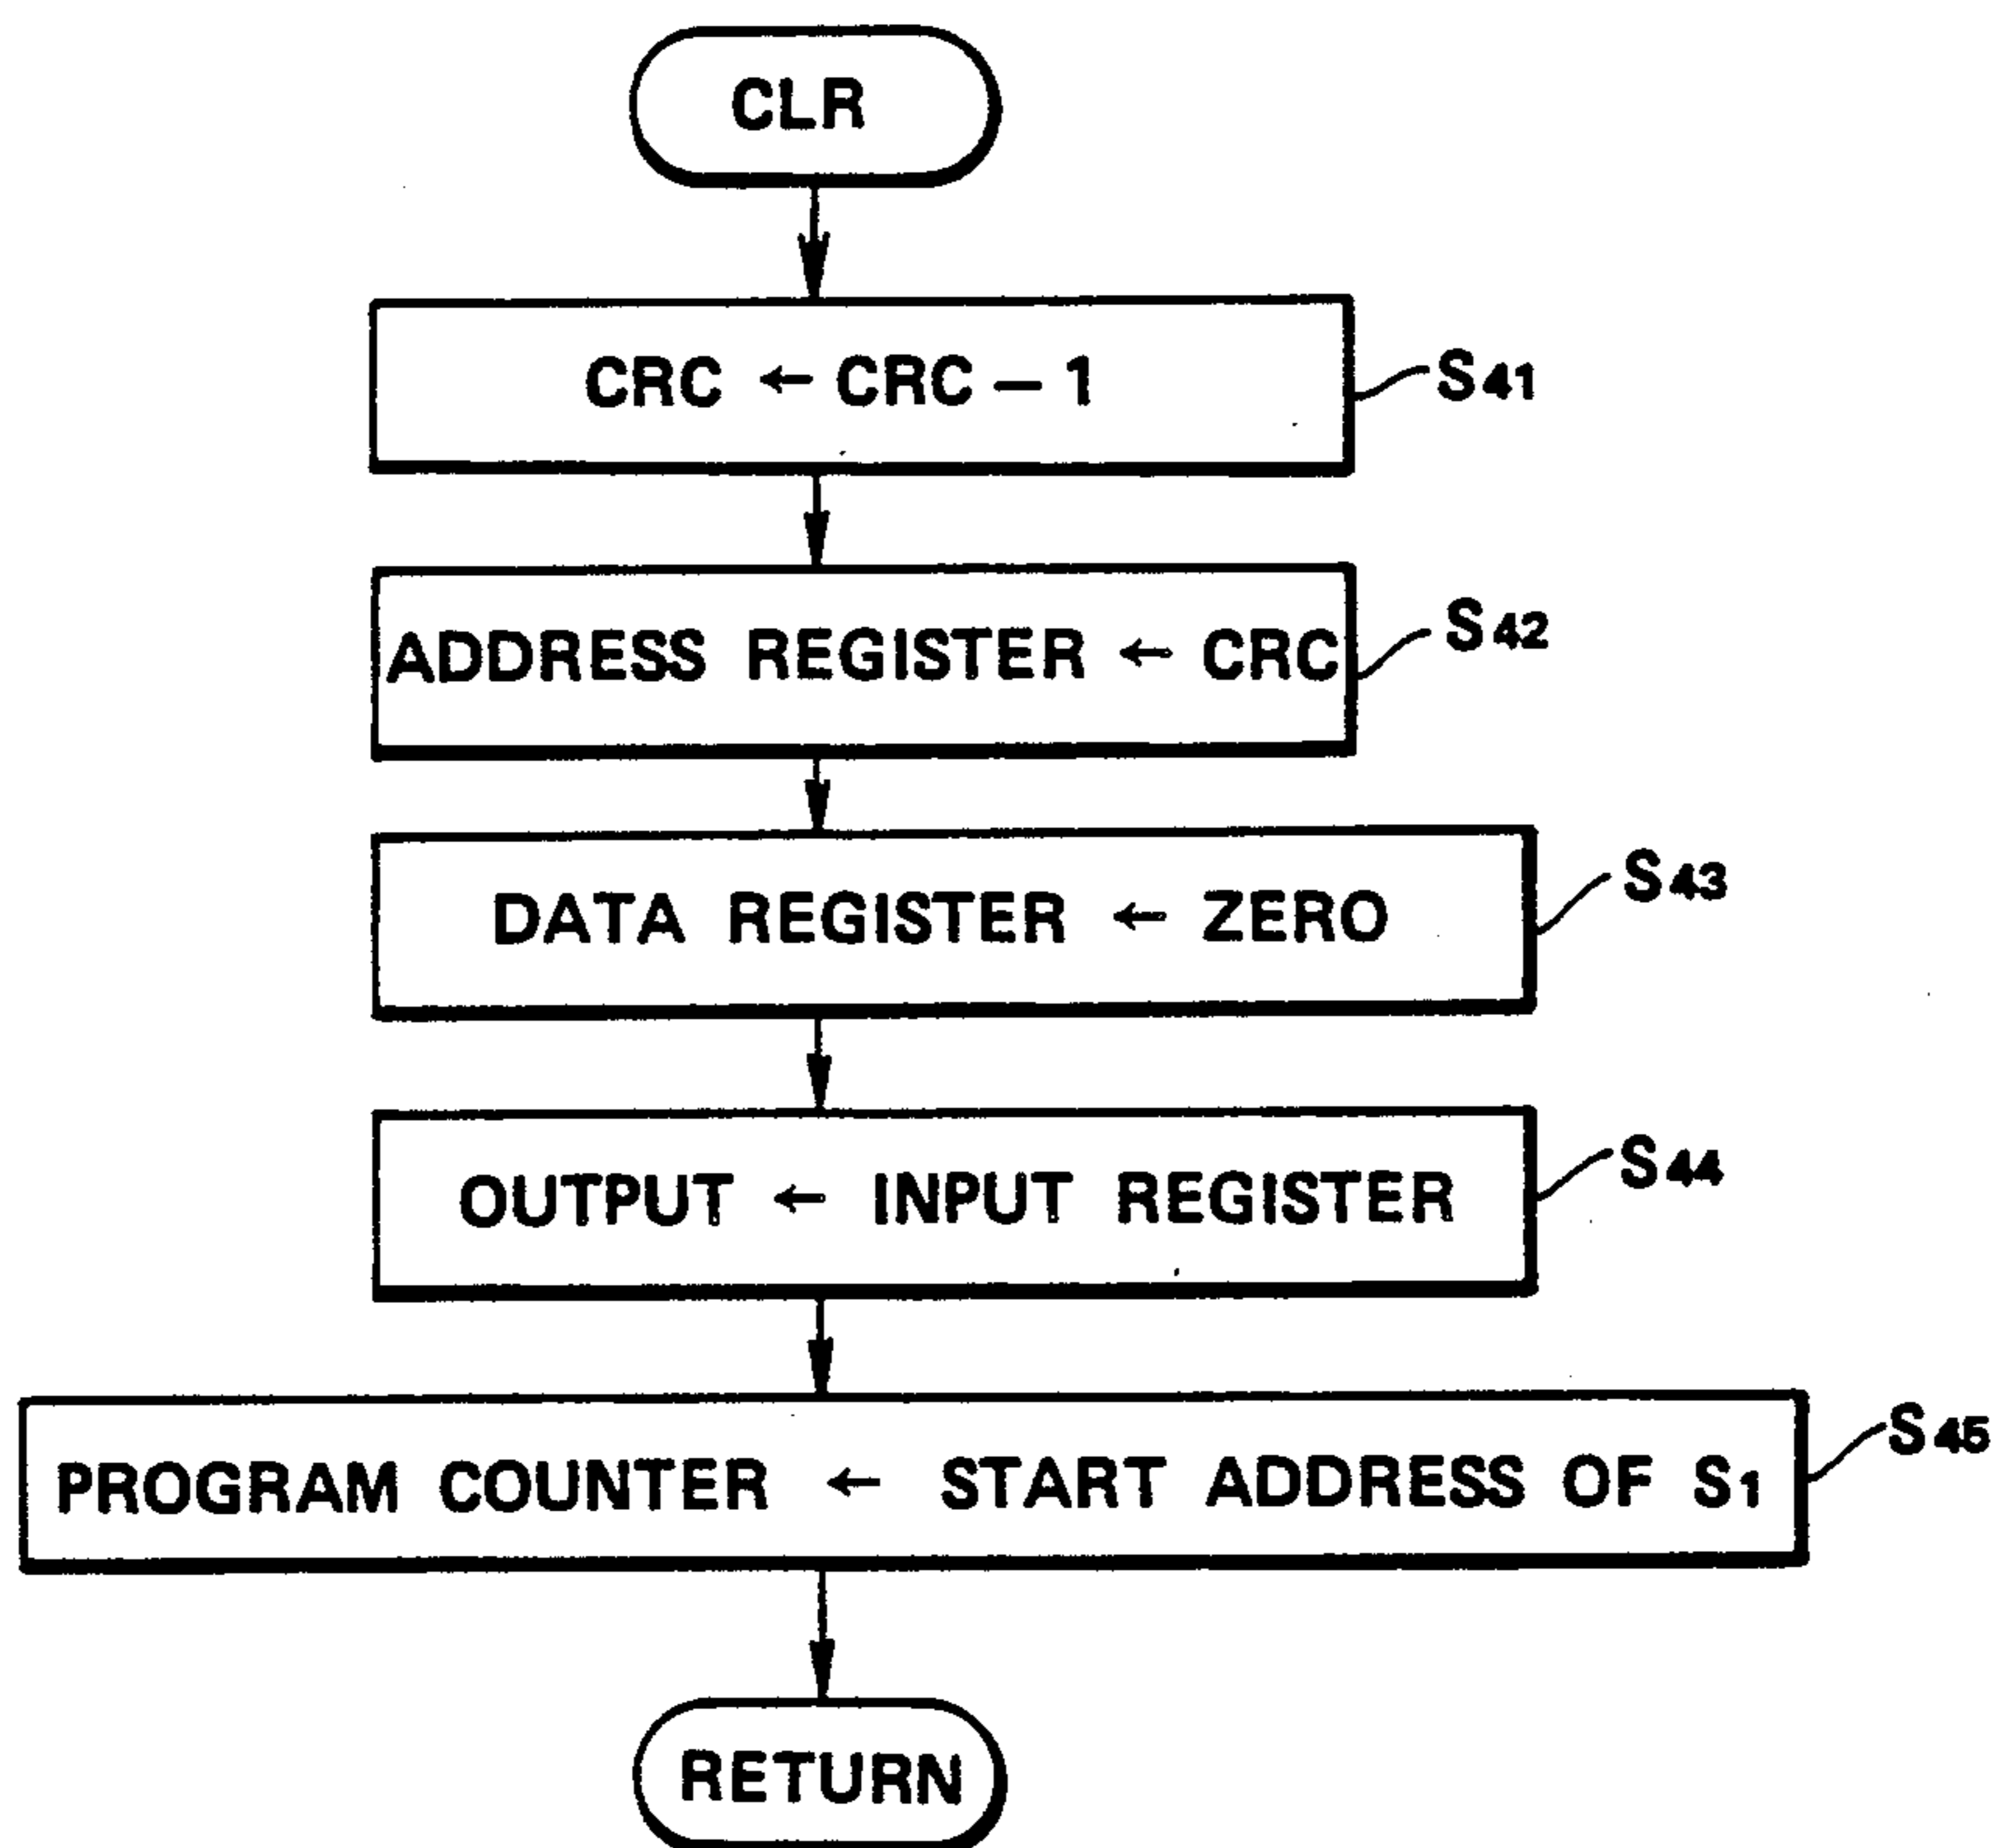 CLR
CRC ← CRC – 1
S41
ADDRESS REGISTER ← CRC
S42
DATA REGISTER ← ZERO
S43
OUTPUT ← INPUT REGISTER
S44
PROGRAM COUNTER ← START ADDRESS OF S1
S45
RETURN